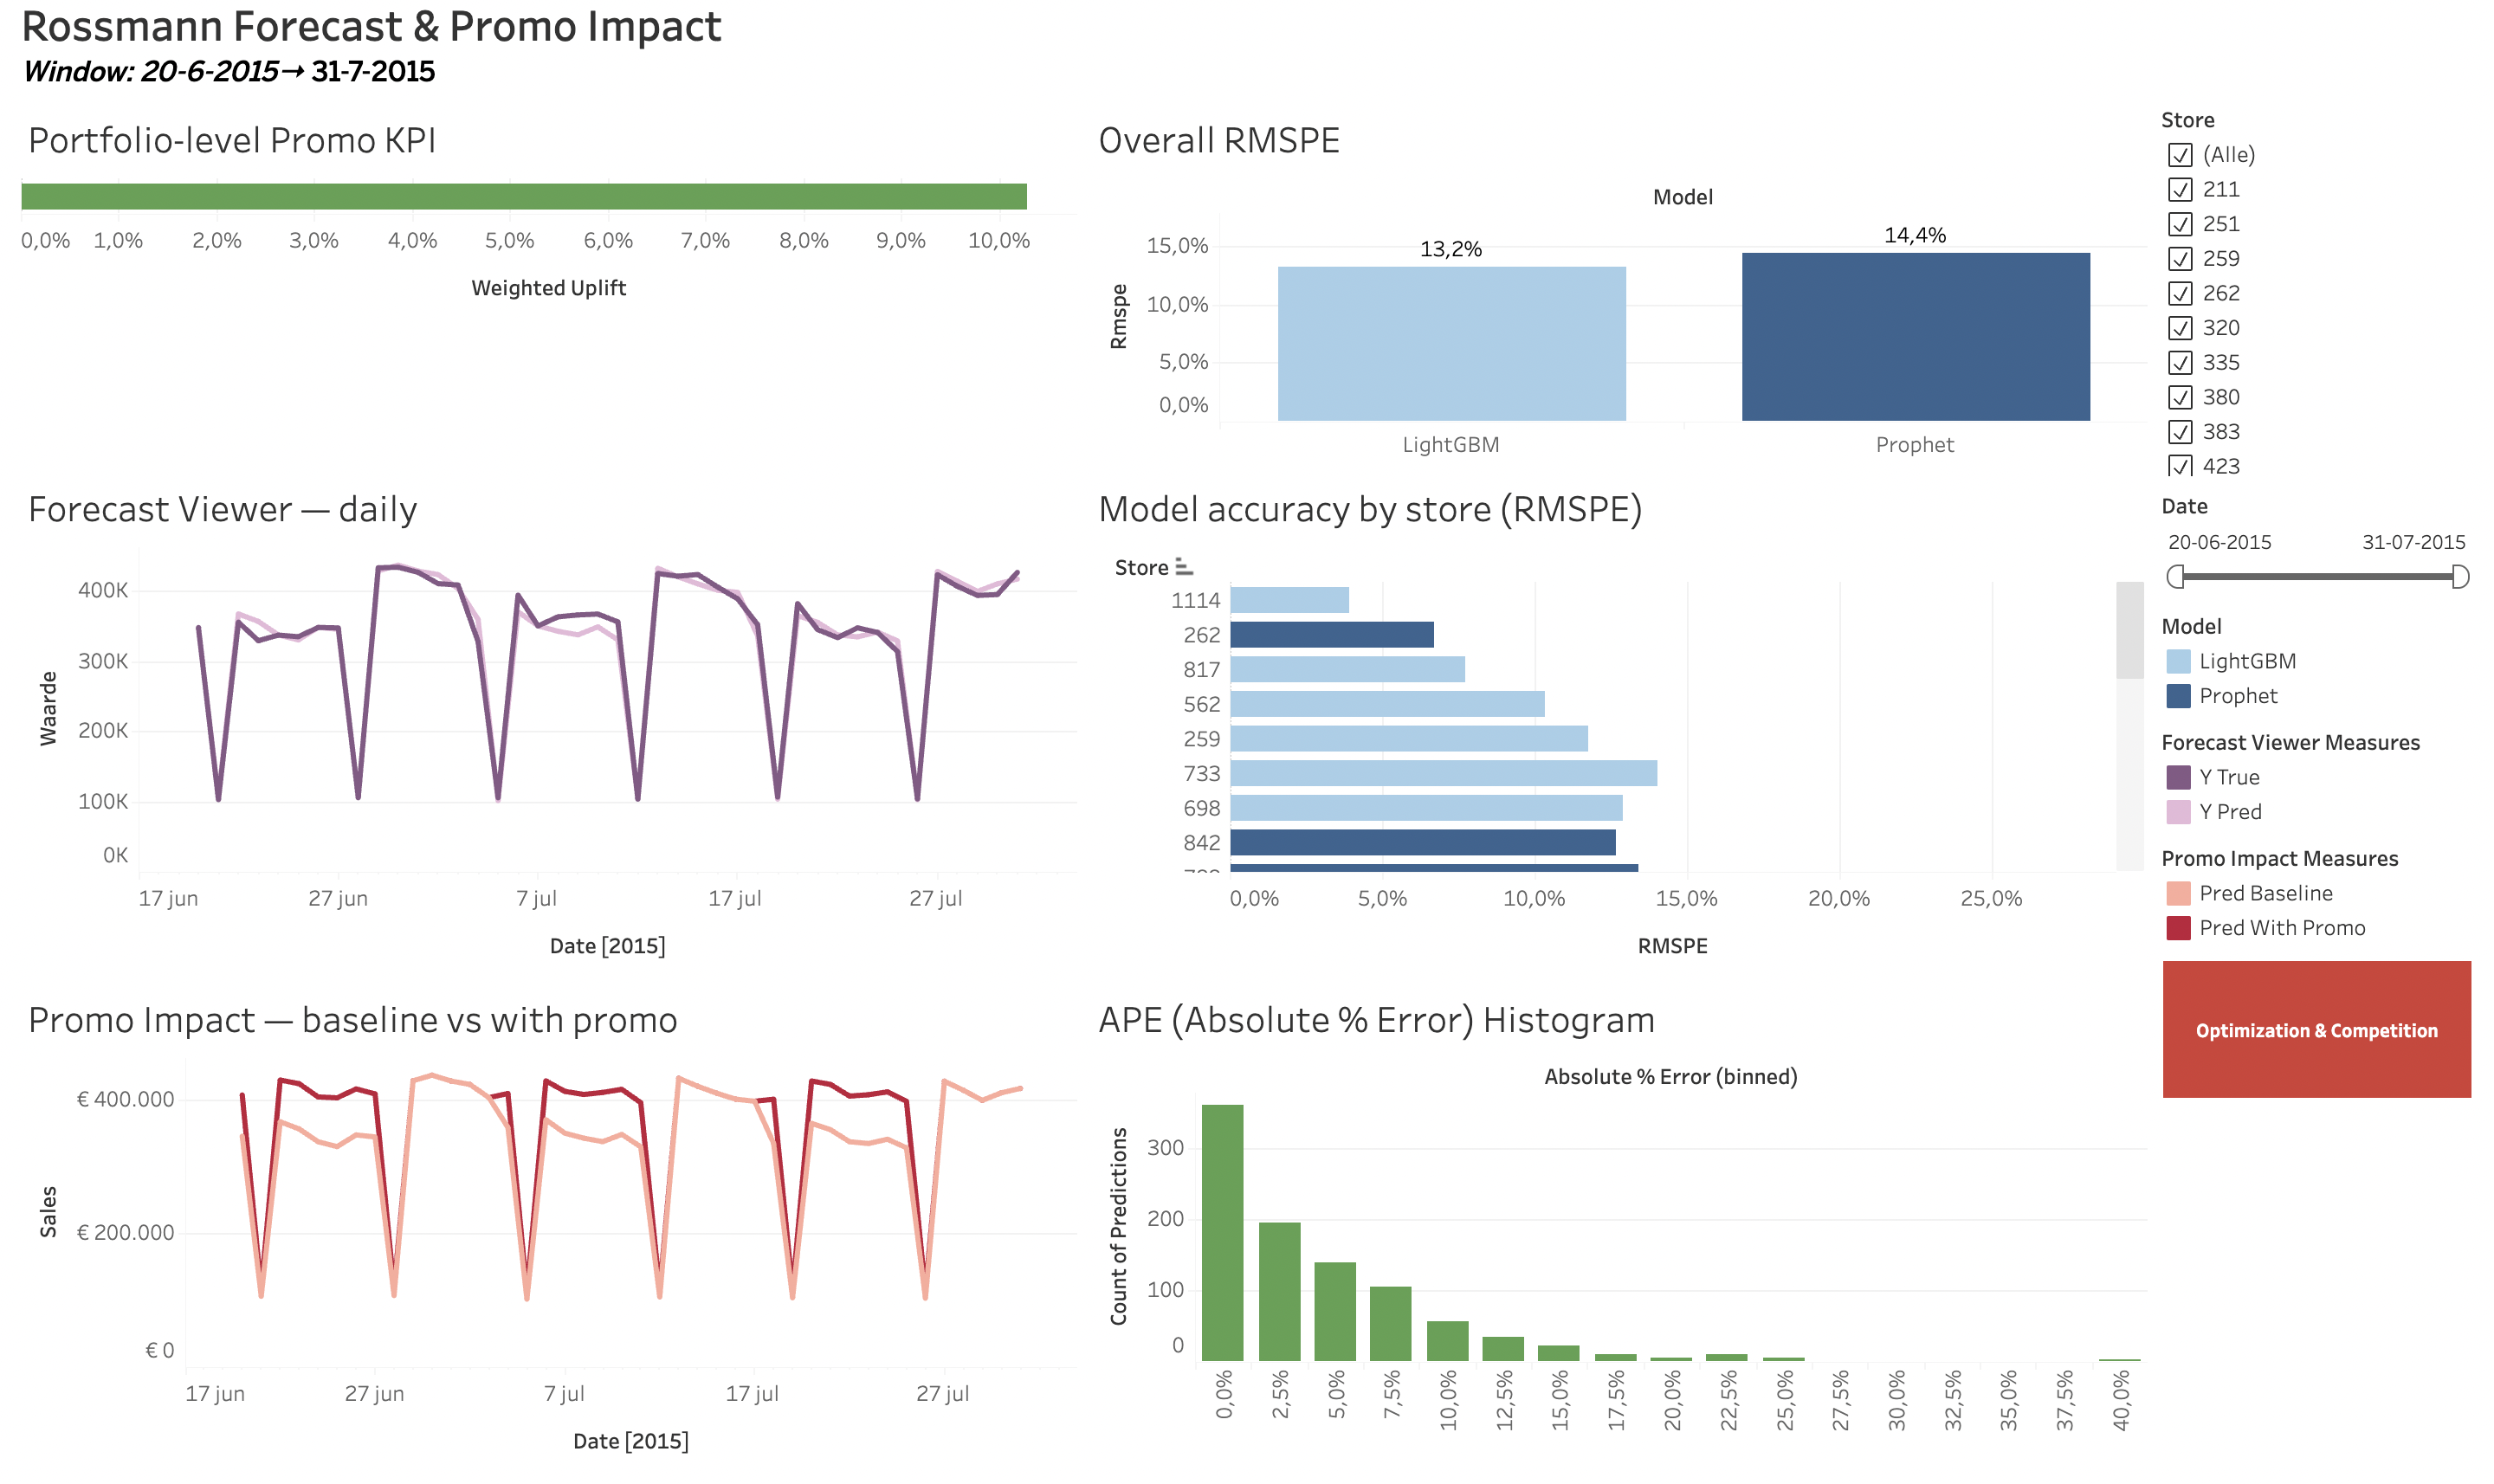 Rossmann Forecast & Promo Impact
Window: 20-6-2015→ 31-7-2015
Portfolio-level Promo KPI
0,0% 1,0% 2,0% 3,0% 4,0% 5,0% 6,0% 7,0% 8,0% 9,0% 10,0%
Weighted Uplift
Overall RMSPE
Model
Rmspe
15,0%
10,0%
5,0%
0,0%
13,2%
14,4%
LightGBM
Prophet
Store
(Alle)
211
251
259
262
320
335
380
383
423
Forecast Viewer — daily
Waarde
400K
300K
200K
100K
0K
17 jun 27 jun 7 jul 17 jul 27 jul
Date [2015]
Model accuracy by store (RMSPE)
Store
1114
262
817
562
259
733
698
842
0,0% 5,0% 10,0% 15,0% 20,0% 25,0%
RMSPE
Date
20-06-2015 31-07-2015
Model
LightGBM
Prophet
Forecast Viewer Measures
Y True
Y Pred
Promo Impact Measures
Pred Baseline
Pred With Promo
Optimization & Competition
Promo Impact — baseline vs with promo
Sales
€ 400.000
€ 200.000
€ 0
17 jun 27 jun 7 jul 17 jul 27 jul
Date [2015]
APE (Absolute % Error) Histogram
Absolute % Error (binned)
Count of Predictions
300
200
100
0
0,0% 2,5% 5,0% 7,5% 10,0% 12,5% 15,0% 17,5% 20,0% 22,5% 25,0% 27,5% 30,0% 32,5% 35,0% 37,5% 40,0%